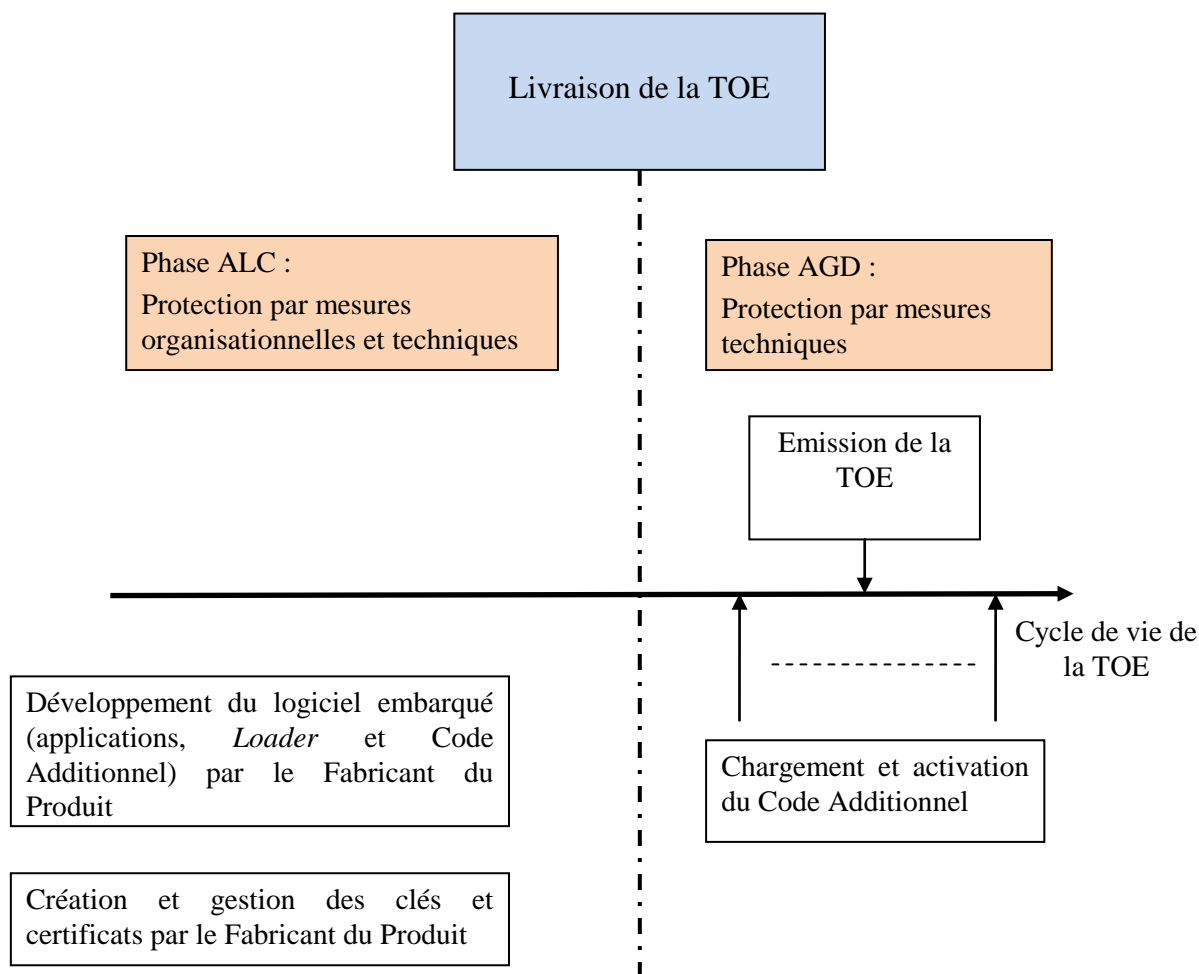 Livraison de la TOE
Phase ALC :
Protection par mesures
organisationnelles et techniques
Phase AGD :
Protection par mesures
techniques
Emission de la
TOE
Cycle de vie de
la TOE
Développement du logiciel embarqué
(applications, Loader et Code
Additionnel) par le Fabricant du
Produit
Chargement et activation
du Code Additionnel
Création et gestion des clés et
certificats par le Fabricant du Produit